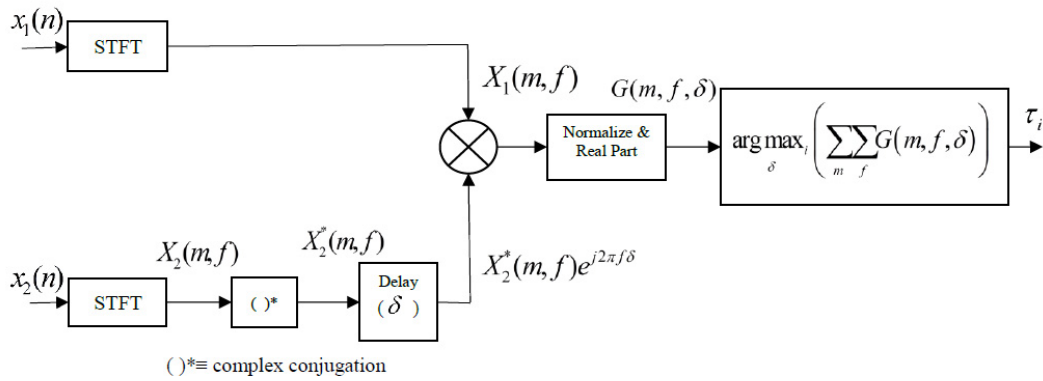 x₁(n)
STFT
X₁(m, f)
G(m, f, δ)
Normalize &
Real Part
arg max_δ ᵢ ( ∑_m ∑_f G(m, f, δ) )
τᵢ
x₂(n)
STFT
X₂(m, f)
( )*
X₂*(m, f)
Delay
( δ )
X₂*(m, f)e^{j2πfδ}
( )*≡ complex conjugation